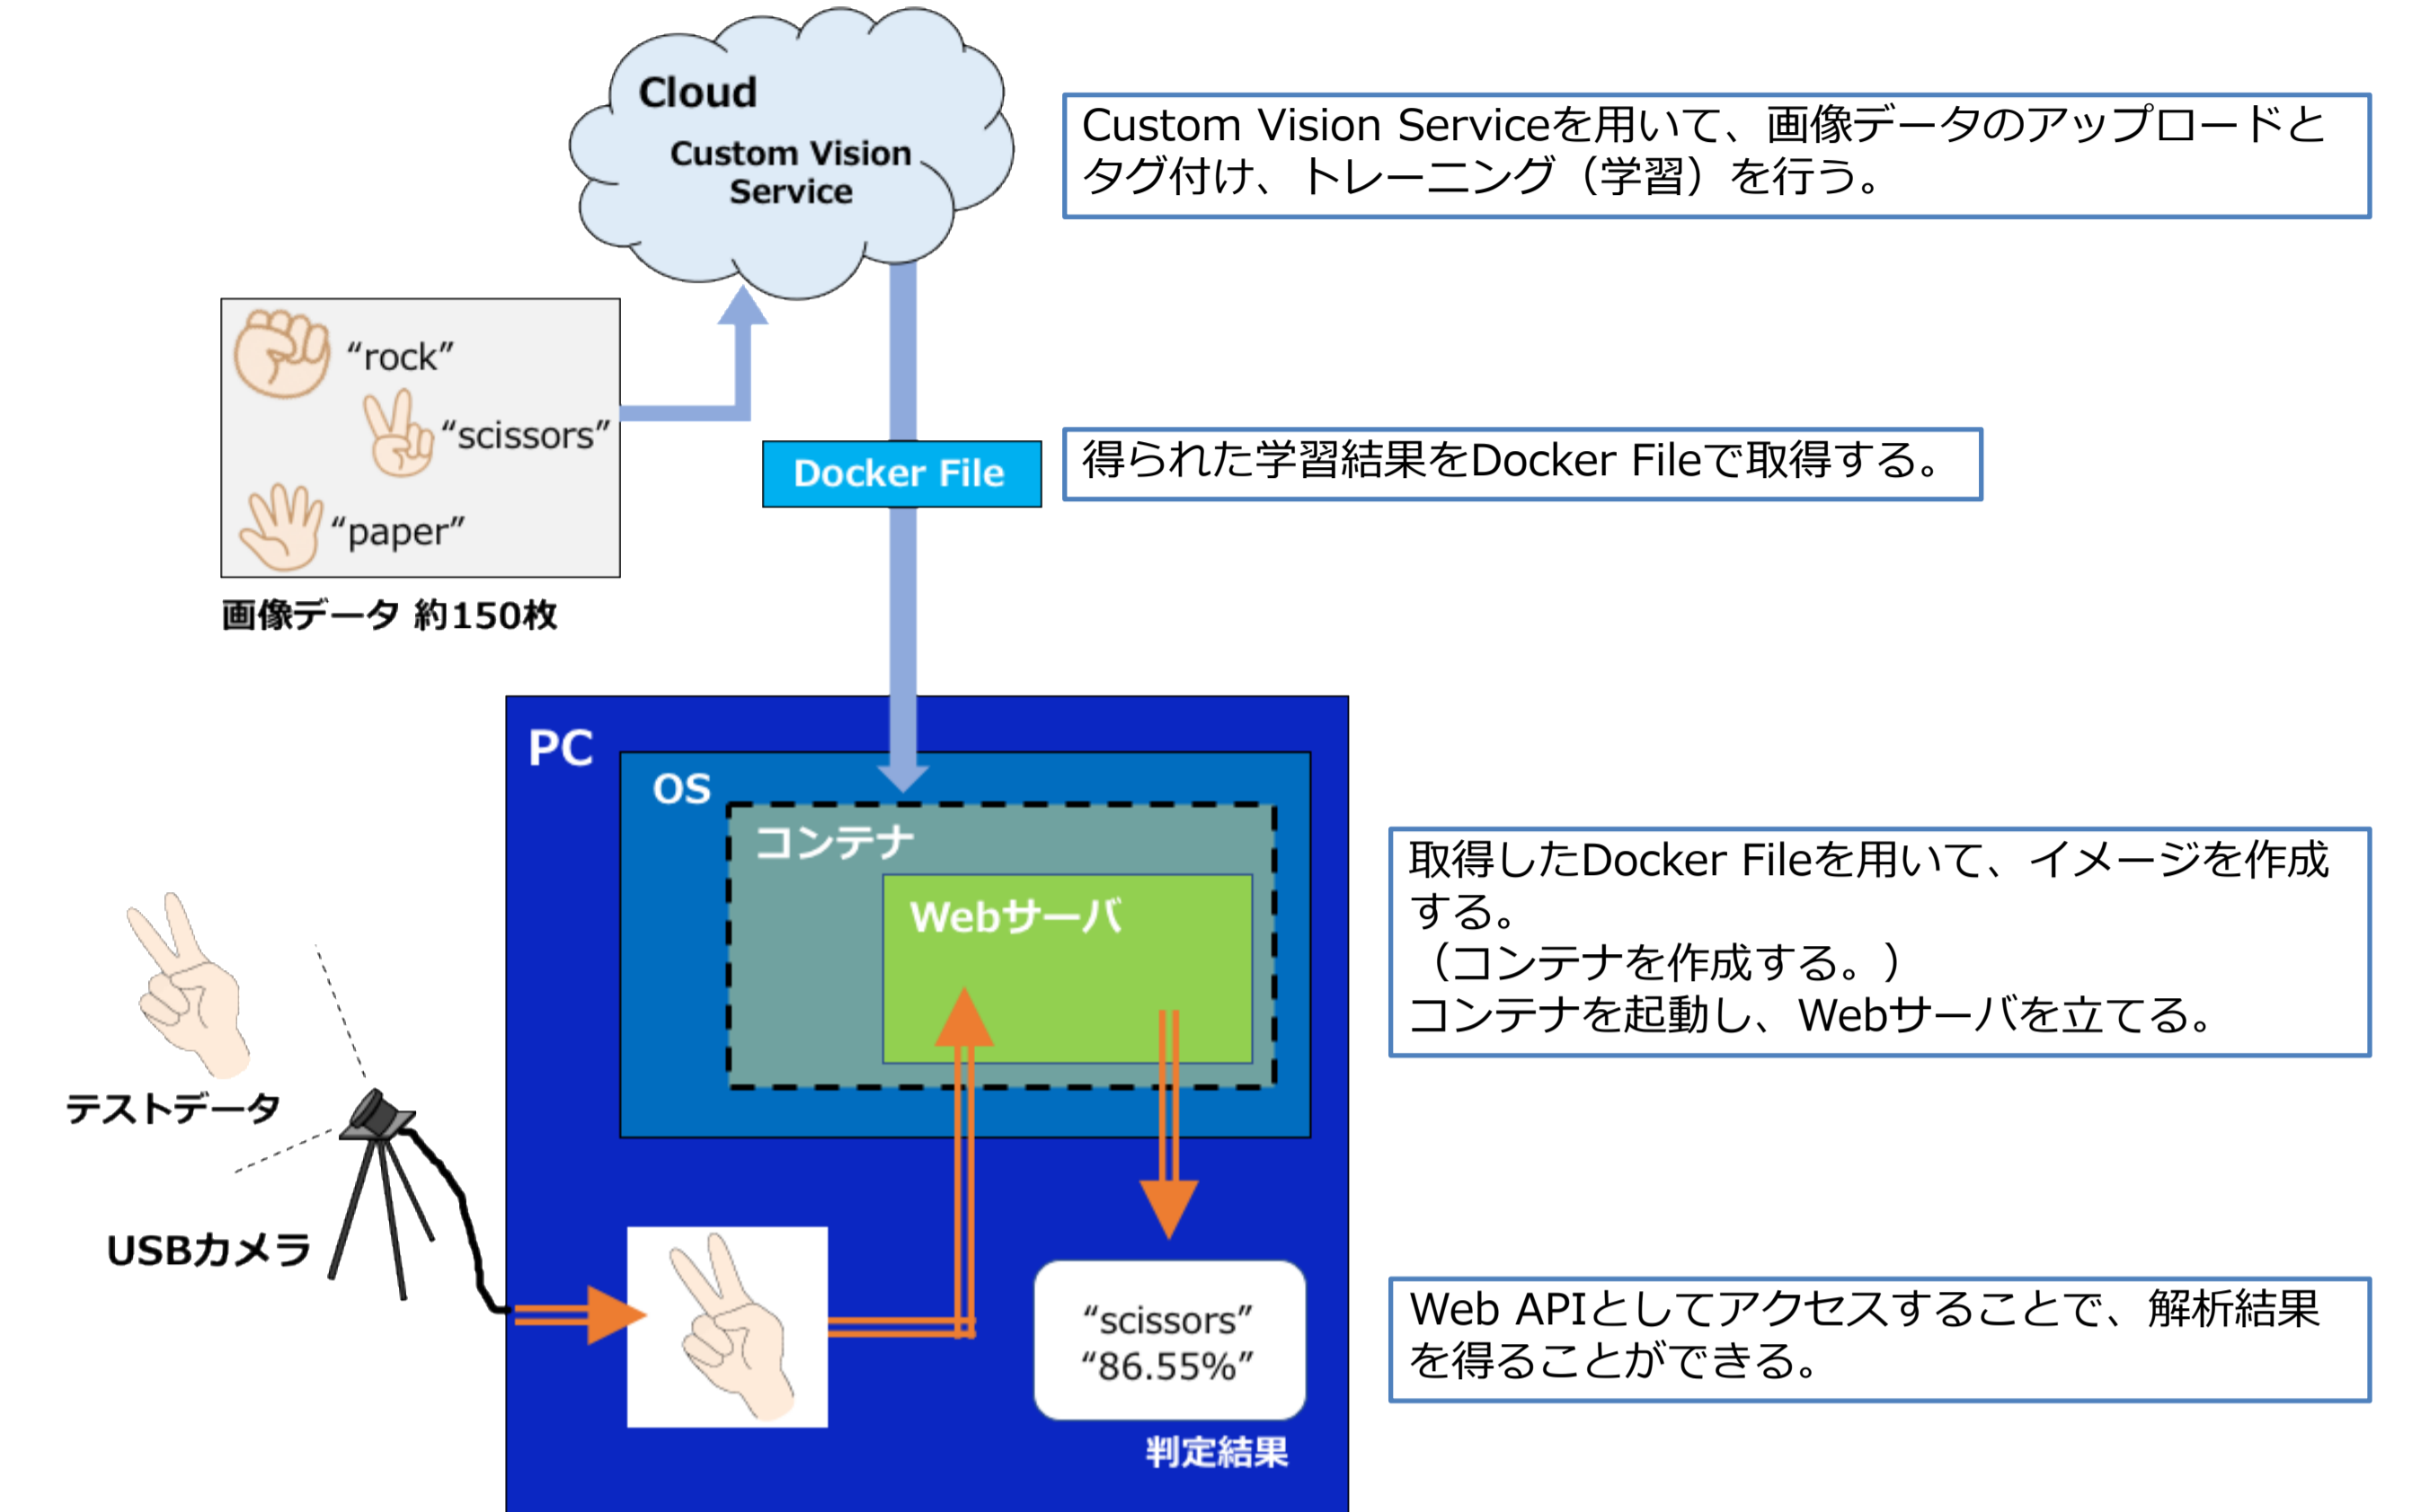 Cloud
Custom Vision
Service
Custom Vision Serviceを用いて、画像データのアップロードと
タグ付け、トレーニング（学習）を行う。
“rock”
“scissors”
“paper”
画像データ 約150枚
Docker File
得られた学習結果をDocker Fileで取得する。
PC
OS
コンテナ
Webサーバ
取得したDocker Fileを用いて、イメージを作成
する。
（コンテナを作成する。）
コンテナを起動し、Webサーバを立てる。
テストデータ
USBカメラ
“scissors”
“86.55%”
判定結果
Web APIとしてアクセスすることで、解析結果
を得ることができる。